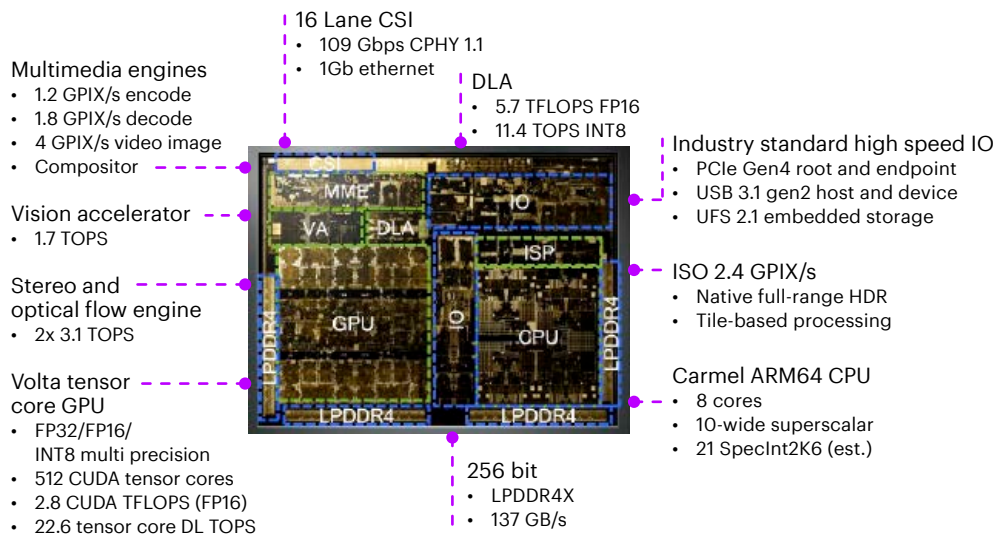 16 Lane CSI
• 109 Gbps CPHY 1.1
• 1Gb ethernet
Multimedia engines
• 1.2 GPIX/s encode
• 1.8 GPIX/s decode
• 4 GPIX/s video image
• Compositor
DLA
• 5.7 TFLOPS FP16
• 11.4 TOPS INT8
Industry standard high speed IO
• PCIe Gen4 root and endpoint
• USB 3.1 gen2 host and device
• UFS 2.1 embedded storage
Vision accelerator
• 1.7 TOPS
Stereo and
optical flow engine
• 2x 3.1 TOPS
ISO 2.4 GPIX/s
• Native full-range HDR
• Tile-based processing
Volta tensor
core GPU
• FP32/FP16/
INT8 multi precision
• 512 CUDA tensor cores
• 2.8 CUDA TFLOPS (FP16)
• 22.6 tensor core DL TOPS
Carmel ARM64 CPU
• 8 cores
• 10-wide superscalar
• 21 SpecInt2K6 (est.)
256 bit
• LPDDR4X
• 137 GB/s
CSI
MME
IO
VA
DLA
ISP
GPU
IO
CPU
LPDDR4
LPDDR4
LPDDR4
LPDDR4